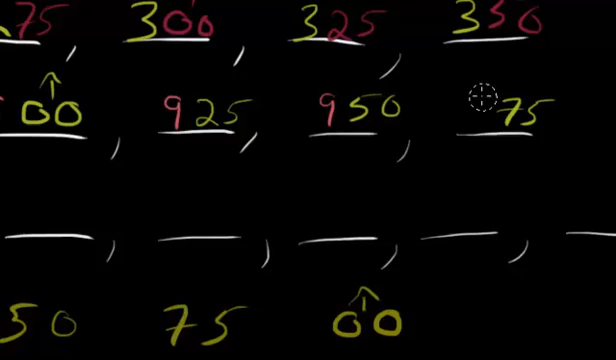 75, 300, 325, 350
00, 925, 950, 75
, , ,
50 75 00